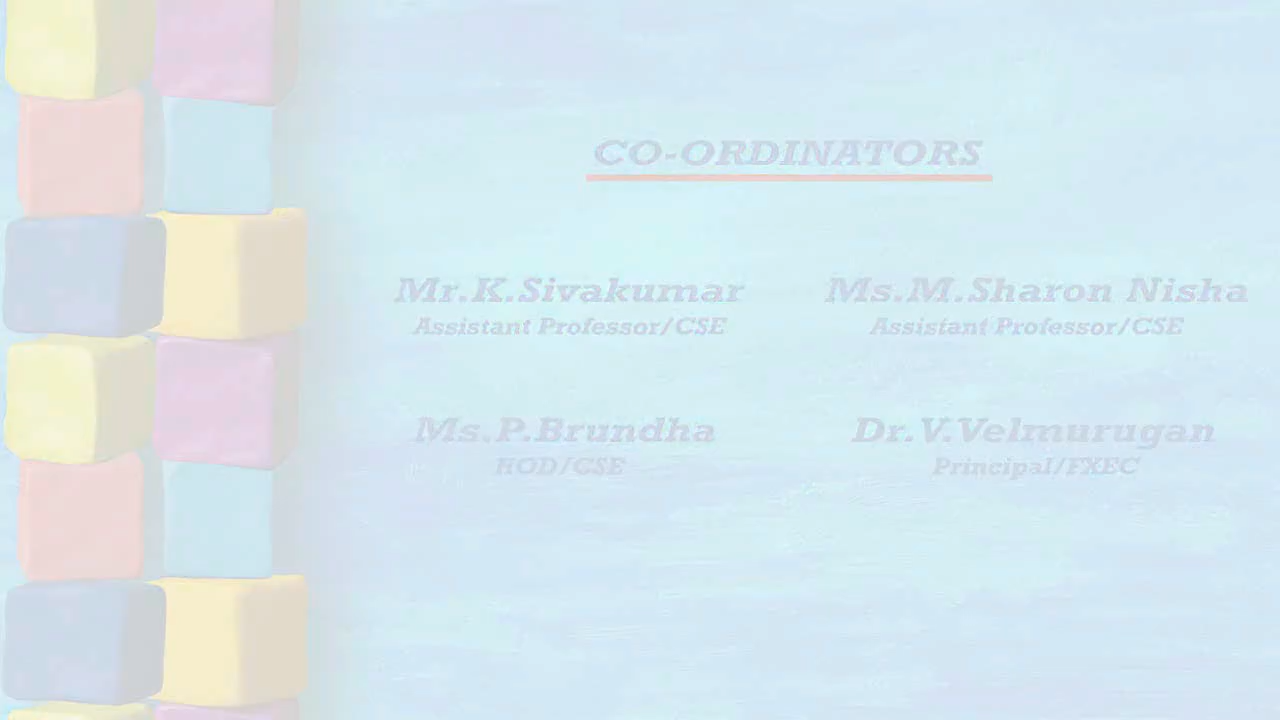 CO-ORDINATORS
Mr.K.Sivakumar
Assistant Professor/CSE
Ms.M.Sharon Nisha
Assistant Professor/CSE
Ms.P.Brundha
HOD/CSE
Dr.V.Velmurugan
Principal/FXEC